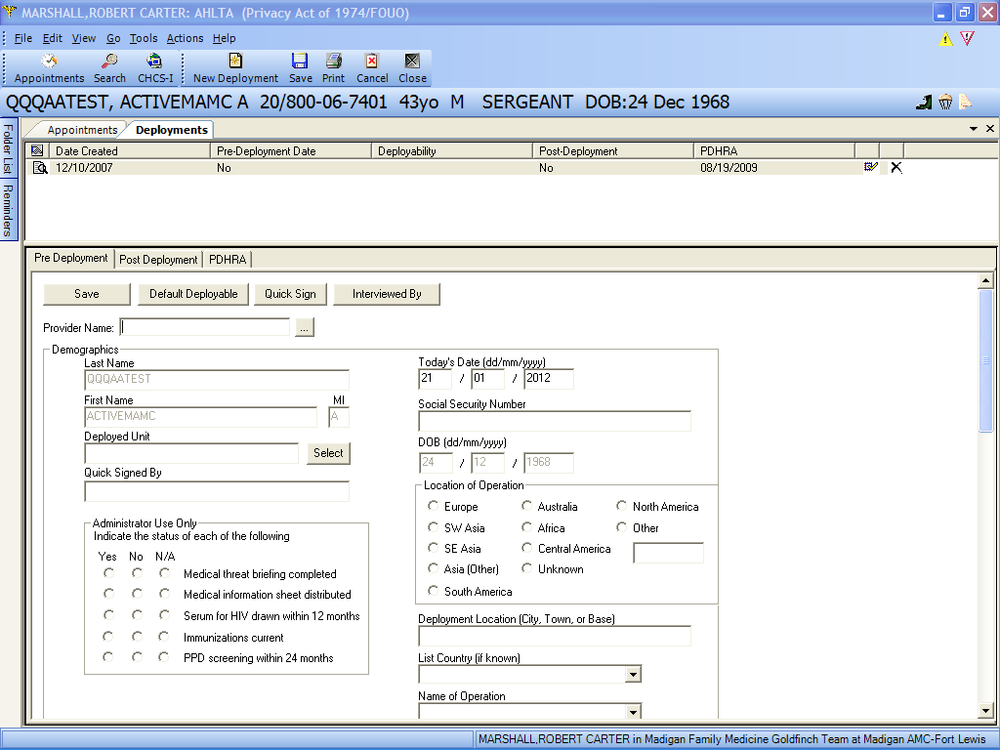 MARSHALL,ROBERT CARTER: AHLTA (Privacy Act of 1974/FOUO)
File Edit View Go Tools Actions Help
Appointments Search CHCS-I New Deployment Save Print Cancel Close
QQQAATEST, ACTIVEMAMC A 20/800-06-7401 43yo M SERGEANT DOB:24 Dec 1968
Folder List
Reminders
Appointments Deployments
Date Created Pre-Deployment Date Deployability Post-Deployment PDHRA
12/10/2007 No No 08/19/2009
Pre Deployment Post Deployment PDHRA
Save Default Deployable Quick Sign Interviewed By
Provider Name: ...
Demographics
Last Name
QQQAATEST
First Name MI
ACTIVEMAMC A
Deployed Unit
Select
Quick Signed By
Administrator Use Only
Indicate the status of each of the following
Yes No N/A
Medical threat briefing completed
Medical information sheet distributed
Serum for HIV drawn within 12 months
Immunizations current
PPD screening within 24 months
Today's Date (dd/mm/yyyy)
21 / 01 / 2012
Social Security Number
DOB (dd/mm/yyyy)
24 / 12 / 1968
Location of Operation
Europe Australia North America
SW Asia Africa Other
SE Asia Central America
Asia (Other) Unknown
South America
Deployment Location (City, Town, or Base)
List Country (if known)
Name of Operation
MARSHALL,ROBERT CARTER in Madigan Family Medicine Goldfinch Team at Madigan AMC-Fort Lewis